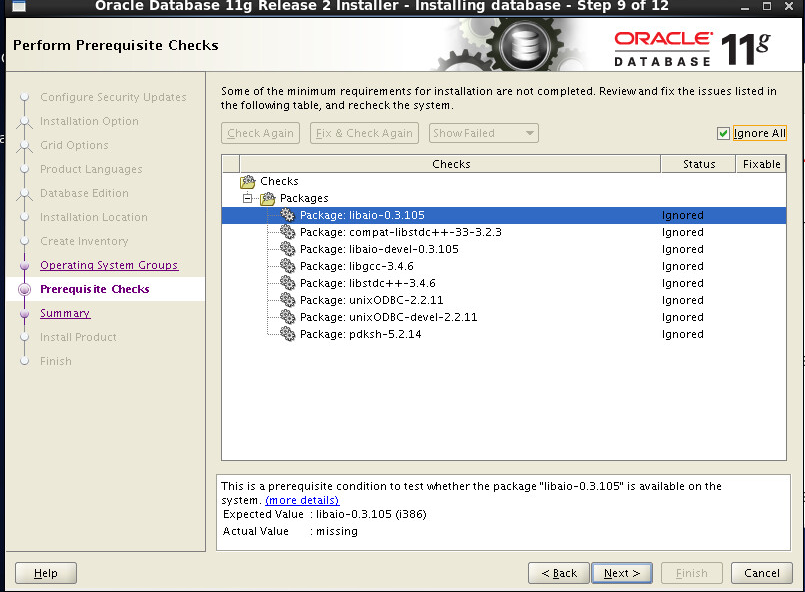 Oracle Database 11g Release 2 Installer - Installing database - Step 9 of 12
Perform Prerequisite Checks
ORACLE
DATABASE
11g
Configure Security Updates
Installation Option
Grid Options
Product Languages
Database Edition
Installation Location
Create Inventory
Operating System Groups
Prerequisite Checks
Summary
Install Product
Finish
Some of the minimum requirements for installation are not completed. Review and fix the issues listed in
the following table, and recheck the system.
Check Again Fix & Check Again Show Failed Ignore All
Checks Status Fixable
Checks
Packages
Package: libaio-0.3.105 Ignored
Package: compat-libstdc++-33-3.2.3 Ignored
Package: libaio-devel-0.3.105 Ignored
Package: libgcc-3.4.6 Ignored
Package: libstdc++-3.4.6 Ignored
Package: unixODBC-2.2.11 Ignored
Package: unixODBC-devel-2.2.11 Ignored
Package: pdksh-5.2.14 Ignored
This is a prerequisite condition to test whether the package "libaio-0.3.105" is available on the
system. (more details)
Expected Value : libaio-0.3.105 (i386)
Actual Value : missing
Help < Back Next > Finish Cancel